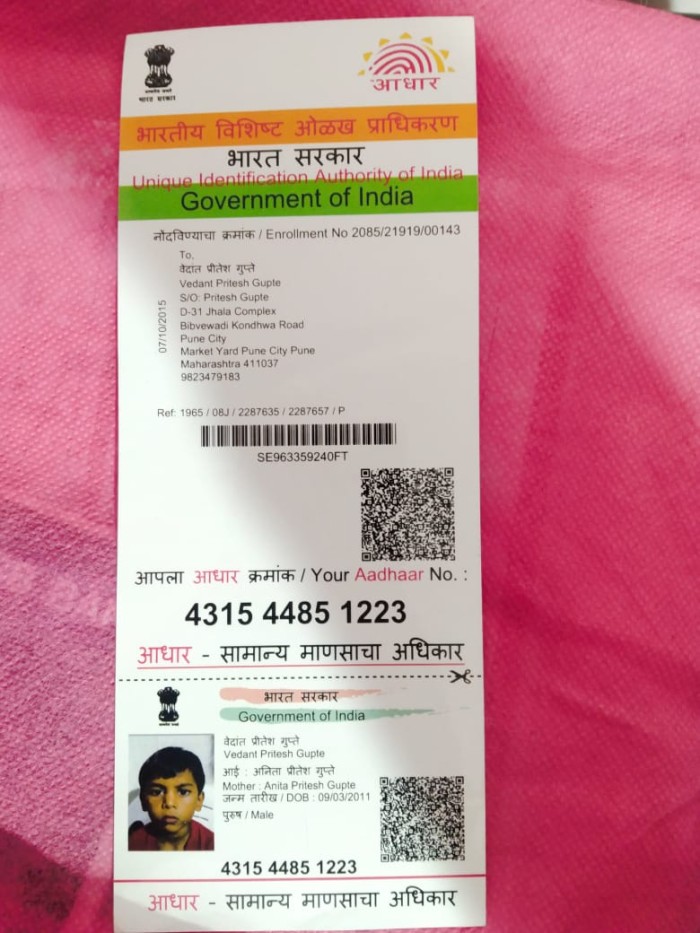 भारत सरकार
आधार
भारतीय विशिष्ट ओळख प्राधिकरण
भारत सरकार
Unique Identification Authority of India
Government of India
नोंदविण्याचा क्रमांक / Enrollment No 2085/21919/00143
To,
वेदांत प्रीतेश गुप्ते
Vedant Pritesh Gupte
S/O: Pritesh Gupte
D-31 Jhala Complex
Bibvewadi Kondhwa Road
Pune City
Market Yard Pune City Pune
Maharashtra 411037
9823479183
07/10/2015
Ref: 1965 / 08J / 2287635 / 2287657 / P
SE963359240FT
आपला आधार क्रमांक / Your Aadhaar No. :
4315 4485 1223
आधार - सामान्य माणसाचा अधिकार
भारत सरकार
Government of India
वेदांत प्रीतेश गुप्ते
Vedant Pritesh Gupte
आई : अनिता प्रीतेश गुप्ते
Mother : Anita Pritesh Gupte
जन्म तारीख / DOB : 09/03/2011
पुरुष / Male
4315 4485 1223
आधार - सामान्य माणसाचा अधिकार